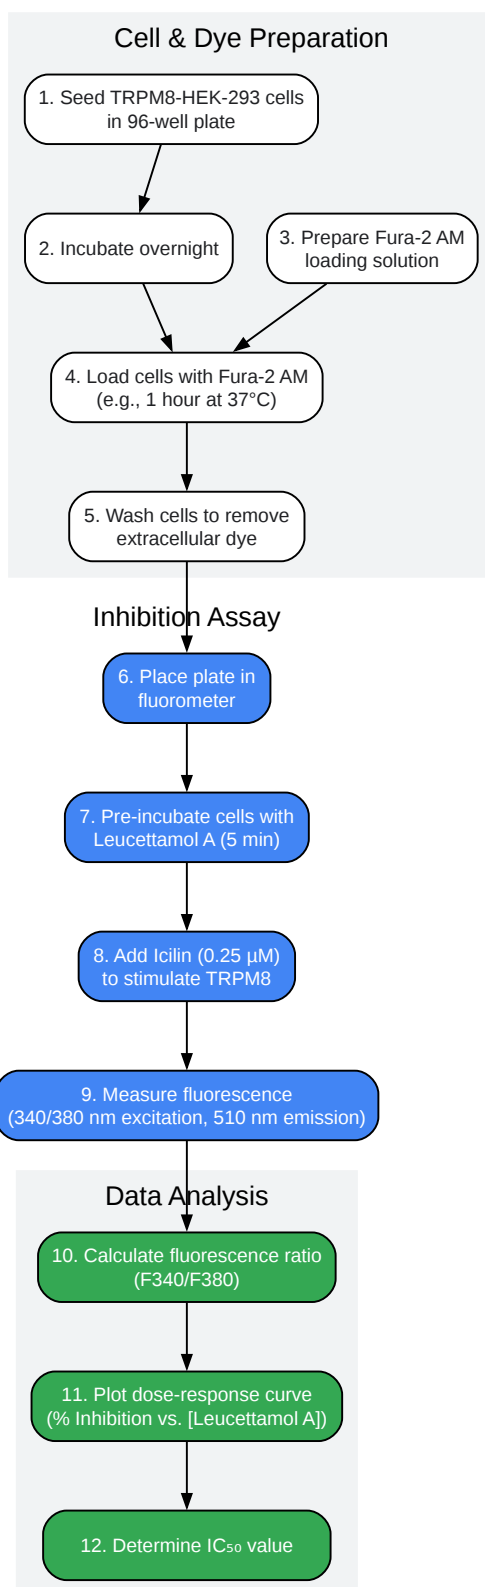 Cell & Dye Preparation
1. Seed TRPM8-HEK-293 cells
in 96-well plate
2. Incubate overnight
3. Prepare Fura-2 AM
loading solution
4. Load cells with Fura-2 AM
(e.g., 1 hour at 37°C)
5. Wash cells to remove
extracellular dye
Inhibition Assay
6. Place plate in
fluorometer
7. Pre-incubate cells with
Leucettamol A (5 min)
8. Add Icilin (0.25 µM)
to stimulate TRPM8
9. Measure fluorescence
(340/380 nm excitation, 510 nm emission)
Data Analysis
10. Calculate fluorescence ratio
(F340/F380)
11. Plot dose-response curve
(% Inhibition vs. [Leucettamol A])
12. Determine IC₅₀ value